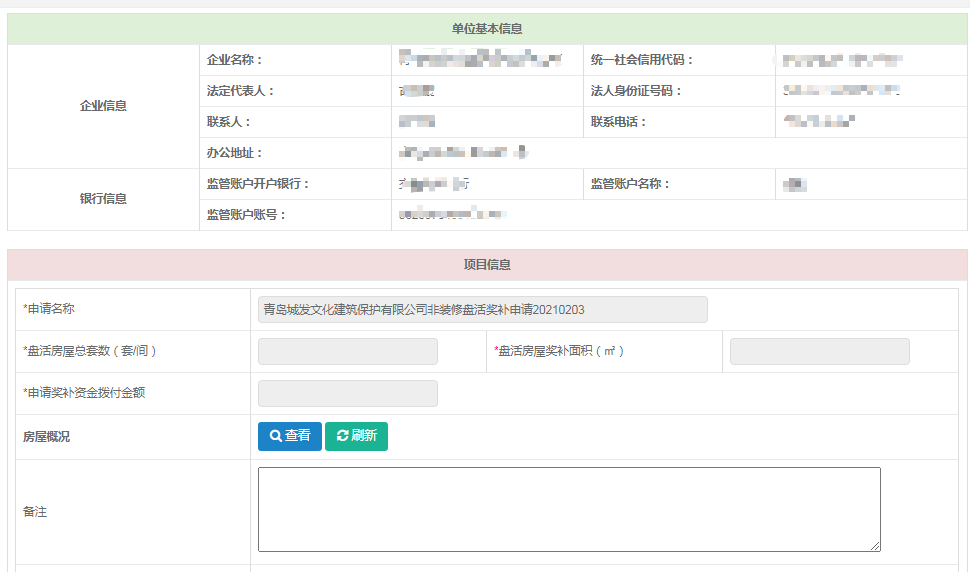 单位基本信息
企业信息
企业名称：
统一社会信用代码：
法定代表人：
法人身份证号码：
联系人：
联系电话：
办公地址：
银行信息
监管账户开户银行：
监管账户名称：
监管账户账号：
项目信息
*申请名称
青岛城发文化建筑保护有限公司非装修盘活奖补申请20210203
*盘活房屋总套数（套/间）
*盘活房屋奖补面积（㎡）
*申请奖补资金拨付金额
房屋概况
查看
刷新
备注